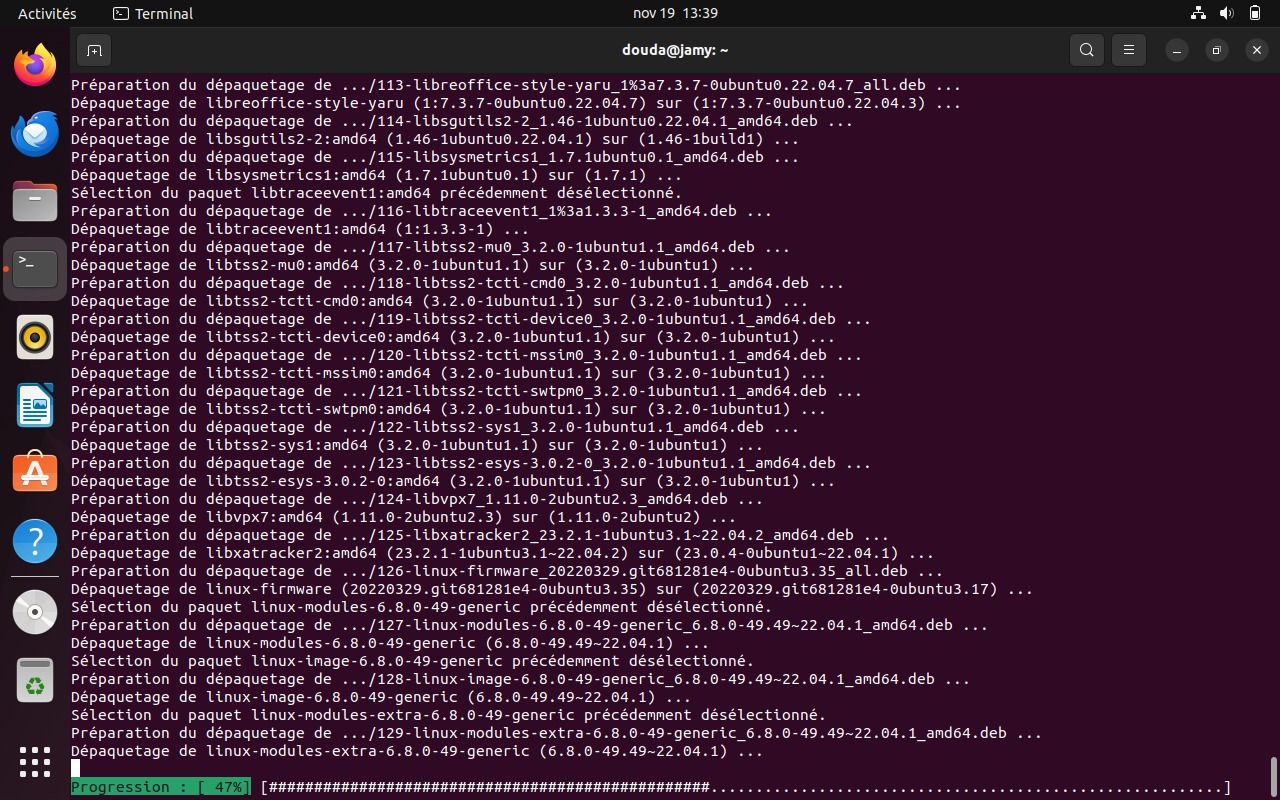 Activités
Terminal
nov 19 13:39
douda@jamy: ~
Préparation du dépaquetage de .../113-libreoffice-style-yaru_1%3a7.3.7-0ubuntu0.22.04.7_all.deb ...
Dépaquetage de libreoffice-style-yaru (1:7.3.7-0ubuntu0.22.04.7) sur (1:7.3.7-0ubuntu0.22.04.3) ...
Préparation du dépaquetage de .../114-libsgutils2-2_1.46-1ubuntu0.22.04.1_amd64.deb ...
Dépaquetage de libsgutils2-2:amd64 (1.46-1ubuntu0.22.04.1) sur (1.46-1build1) ...
Préparation du dépaquetage de .../115-libsysmetrics1_1.7.1ubuntu0.1_amd64.deb ...
Dépaquetage de libsysmetrics1:amd64 (1.7.1ubuntu0.1) sur (1.7.1) ...
Sélection du paquet libtraceevent1:amd64 précédemment désélectionné.
Préparation du dépaquetage de .../116-libtraceevent1_1%3a1.3.3-1_amd64.deb ...
Dépaquetage de libtraceevent1:amd64 (1:1.3.3-1) ...
Préparation du dépaquetage de .../117-libtss2-mu0_3.2.0-1ubuntu1.1_amd64.deb ...
Dépaquetage de libtss2-mu0:amd64 (3.2.0-1ubuntu1.1) sur (3.2.0-1ubuntu1) ...
Préparation du dépaquetage de .../118-libtss2-tcti-cmd0_3.2.0-1ubuntu1.1_amd64.deb ...
Dépaquetage de libtss2-tcti-cmd0:amd64 (3.2.0-1ubuntu1.1) sur (3.2.0-1ubuntu1) ...
Préparation du dépaquetage de .../119-libtss2-tcti-device0_3.2.0-1ubuntu1.1_amd64.deb ...
Dépaquetage de libtss2-tcti-device0:amd64 (3.2.0-1ubuntu1.1) sur (3.2.0-1ubuntu1) ...
Préparation du dépaquetage de .../120-libtss2-tcti-mssim0_3.2.0-1ubuntu1.1_amd64.deb ...
Dépaquetage de libtss2-tcti-mssim0:amd64 (3.2.0-1ubuntu1.1) sur (3.2.0-1ubuntu1) ...
Préparation du dépaquetage de .../121-libtss2-tcti-swtpm0_3.2.0-1ubuntu1.1_amd64.deb ...
Dépaquetage de libtss2-tcti-swtpm0:amd64 (3.2.0-1ubuntu1.1) sur (3.2.0-1ubuntu1) ...
Préparation du dépaquetage de .../122-libtss2-sys1_3.2.0-1ubuntu1.1_amd64.deb ...
Dépaquetage de libtss2-sys1:amd64 (3.2.0-1ubuntu1.1) sur (3.2.0-1ubuntu1) ...
Préparation du dépaquetage de .../123-libtss2-esys-3.0.2-0_3.2.0-1ubuntu1.1_amd64.deb ...
Dépaquetage de libtss2-esys-3.0.2-0:amd64 (3.2.0-1ubuntu1.1) sur (3.2.0-1ubuntu1) ...
Préparation du dépaquetage de .../124-libvpx7_1.11.0-2ubuntu2.3_amd64.deb ...
Dépaquetage de libvpx7:amd64 (1.11.0-2ubuntu2.3) sur (1.11.0-2ubuntu2) ...
Préparation du dépaquetage de .../125-libxatracker2_23.2.1-1ubuntu3.1~22.04.2_amd64.deb ...
Dépaquetage de libxatracker2:amd64 (23.2.1-1ubuntu3.1~22.04.2) sur (23.0.4-0ubuntu1~22.04.1) ...
Préparation du dépaquetage de .../126-linux-firmware_20220329.git681281e4-0ubuntu3.35_all.deb ...
Dépaquetage de linux-firmware (20220329.git681281e4-0ubuntu3.35) sur (20220329.git681281e4-0ubuntu3.17) ...
Sélection du paquet linux-modules-6.8.0-49-generic précédemment désélectionné.
Préparation du dépaquetage de .../127-linux-modules-6.8.0-49-generic_6.8.0-49.49~22.04.1_amd64.deb ...
Dépaquetage de linux-modules-6.8.0-49-generic (6.8.0-49.49~22.04.1) ...
Sélection du paquet linux-image-6.8.0-49-generic précédemment désélectionné.
Préparation du dépaquetage de .../128-linux-image-6.8.0-49-generic_6.8.0-49.49~22.04.1_amd64.deb ...
Dépaquetage de linux-image-6.8.0-49-generic (6.8.0-49.49~22.04.1) ...
Sélection du paquet linux-modules-extra-6.8.0-49-generic précédemment désélectionné.
Préparation du dépaquetage de .../129-linux-modules-extra-6.8.0-49-generic_6.8.0-49.49~22.04.1_amd64.deb ...
Dépaquetage de linux-modules-extra-6.8.0-49-generic (6.8.0-49.49~22.04.1) ...
Progression : [ 47%] [#################################################.........................................................]